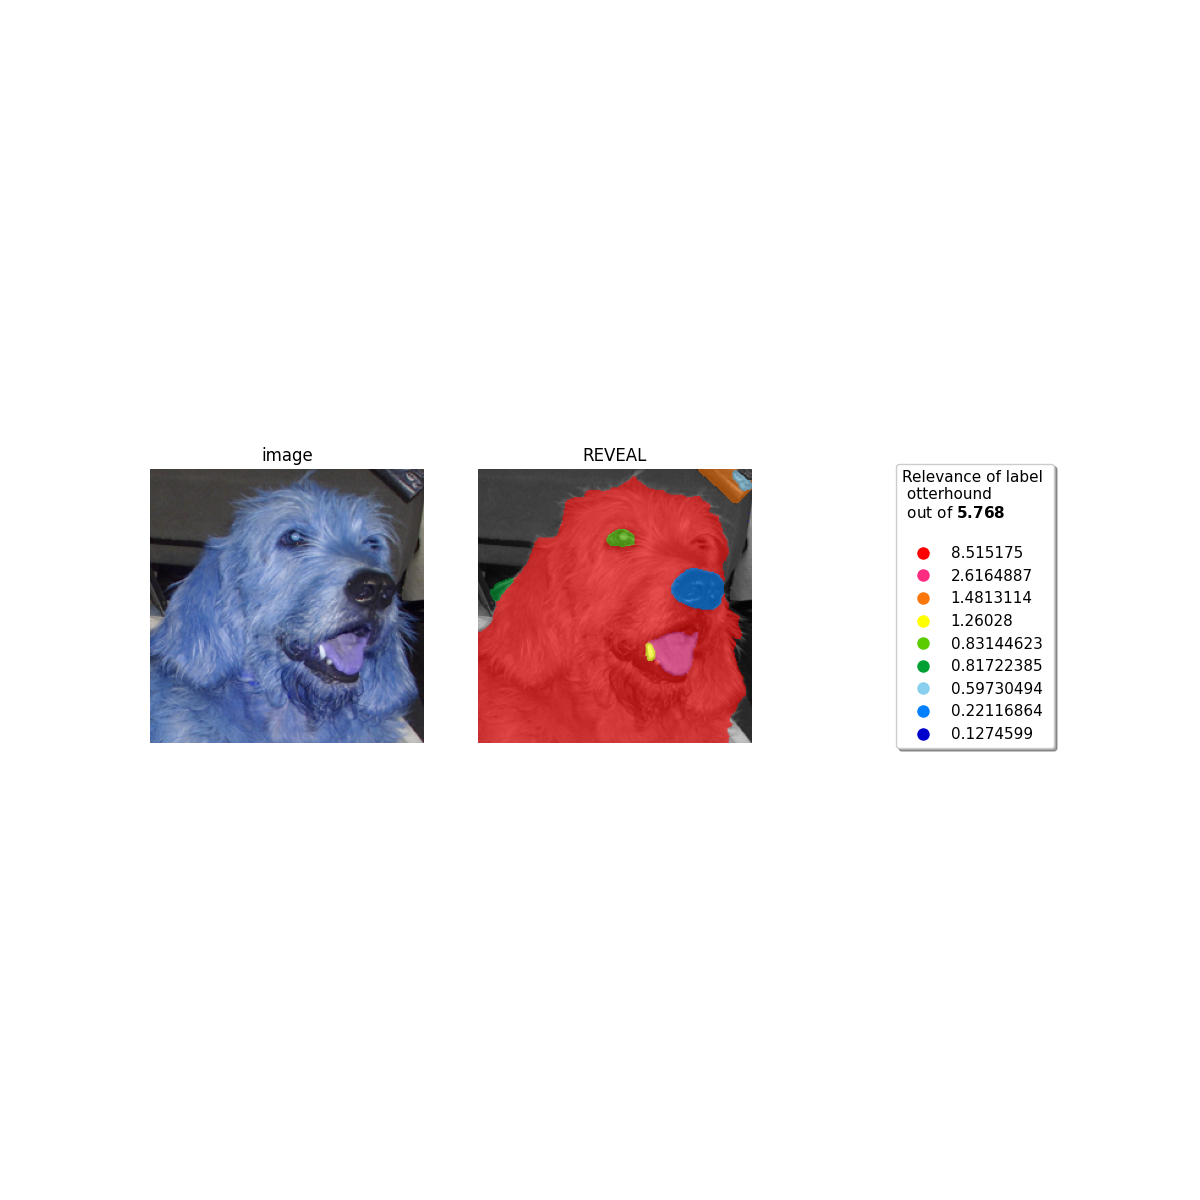 image
REVEAL
Relevance of label
otterhound
out of 5.768
8.515175
2.6164887
1.4813114
1.26028
0.83144623
0.81722385
0.59730494
0.22116864
0.1274599